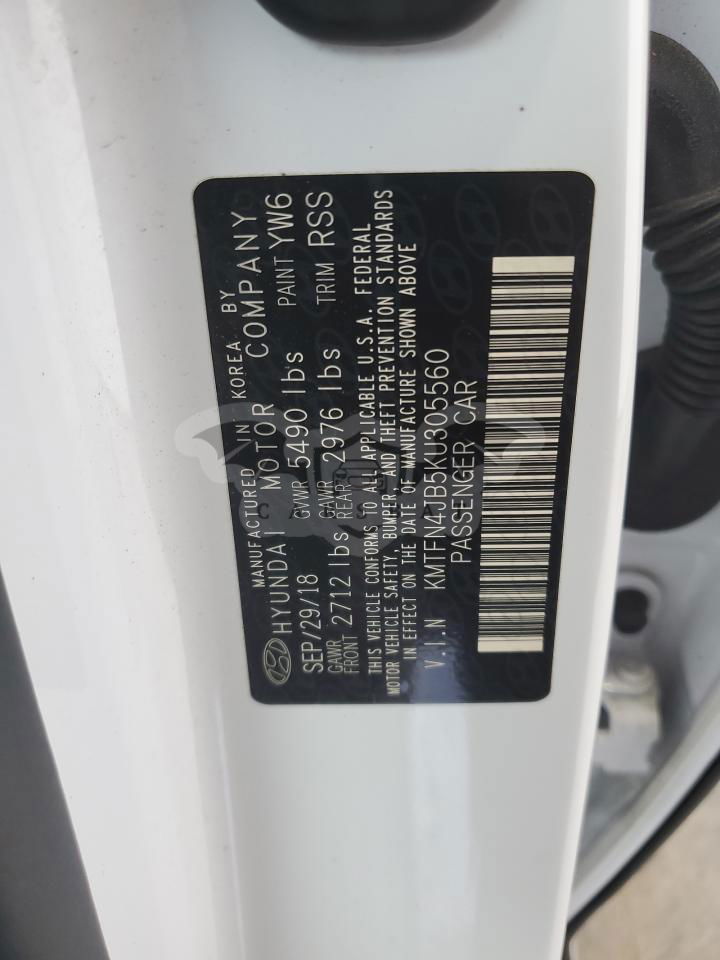 MANUFACTURED IN KOREA BY
HYUNDAI MOTOR COMPANY
SEP/29/18 GVWR 5490 lbs PAINT YW6
GAWR FRONT 2712 lbs GAWR REAR 2976 lbs TRIM RSS
THIS VEHICLE CONFORMS TO ALL APPLICABLE U.S.A. FEDERAL
MOTOR VEHICLE SAFETY, BUMPER, AND THEFT PREVENTION STANDARDS
IN EFFECT ON THE DATE OF MANUFACTURE SHOWN ABOVE
V.I.N KMTFN4JB5KU305560
PASSENGER CAR